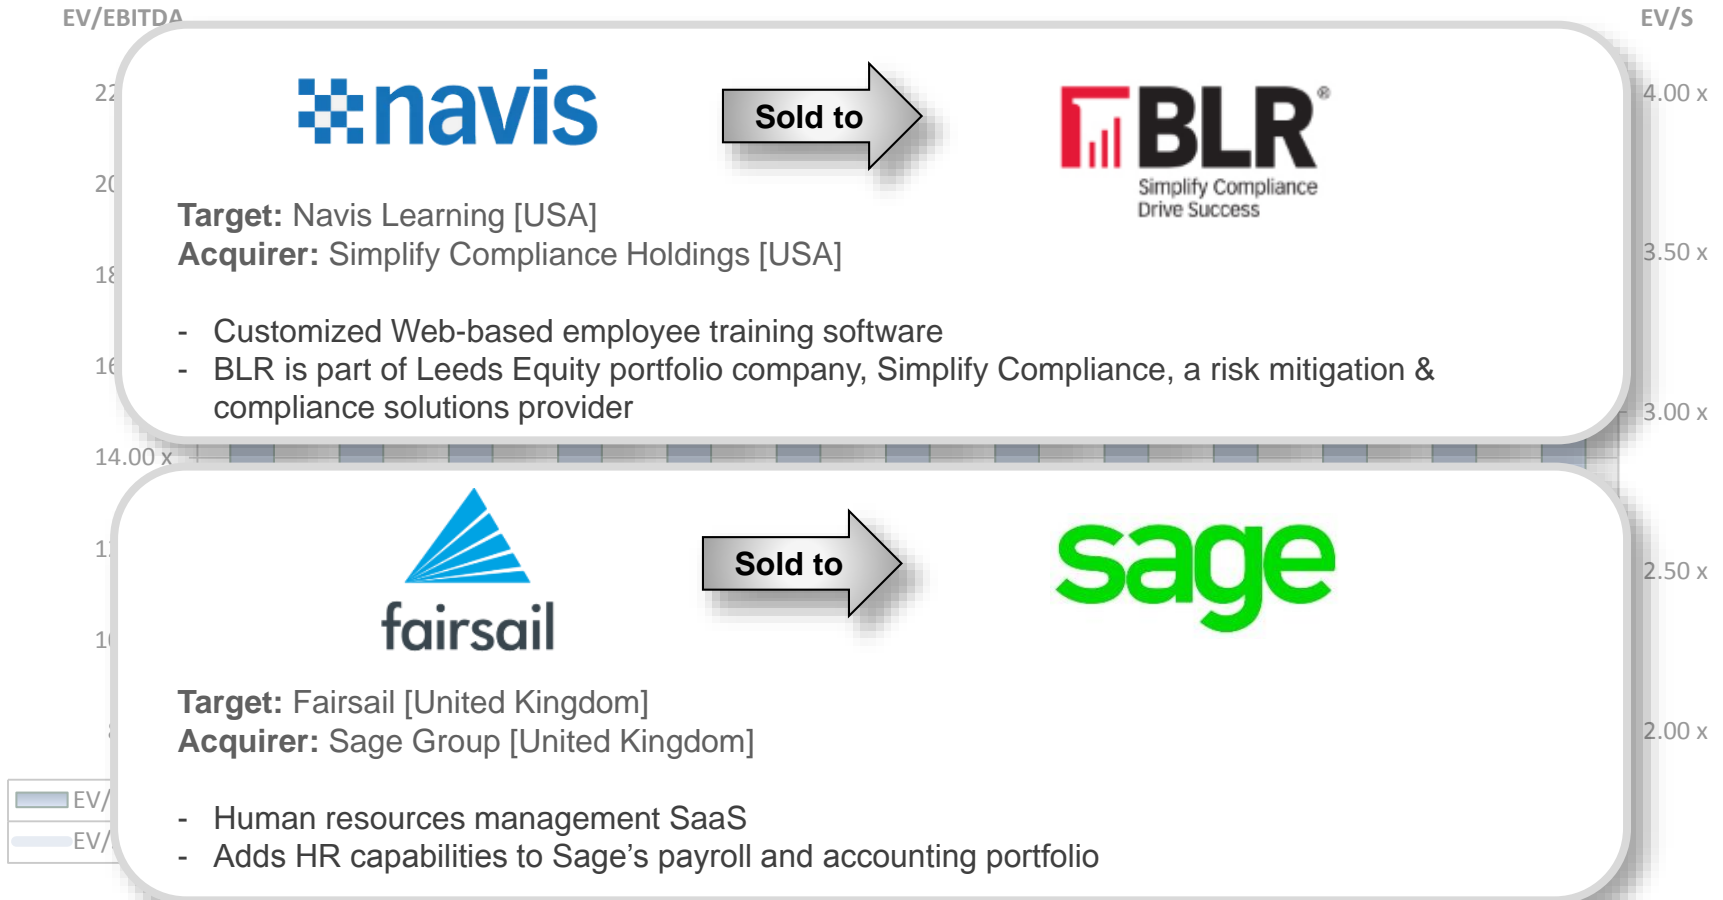 EV/EBITDA
EV/S
navis
Sold to
BLR®
Simplify Compliance
Drive Success
Target: Navis Learning [USA]
Acquirer: Simplify Compliance Holdings [USA]
- Customized Web-based employee training software
- BLR is part of Leeds Equity portfolio company, Simplify Compliance, a risk mitigation &
compliance solutions provider
4.00 x
3.50 x
3.00 x
14.00 x
fairsail
Sold to
sage
Target: Fairsail [United Kingdom]
Acquirer: Sage Group [United Kingdom]
- Human resources management SaaS
- Adds HR capabilities to Sage’s payroll and accounting portfolio
2.50 x
2.00 x